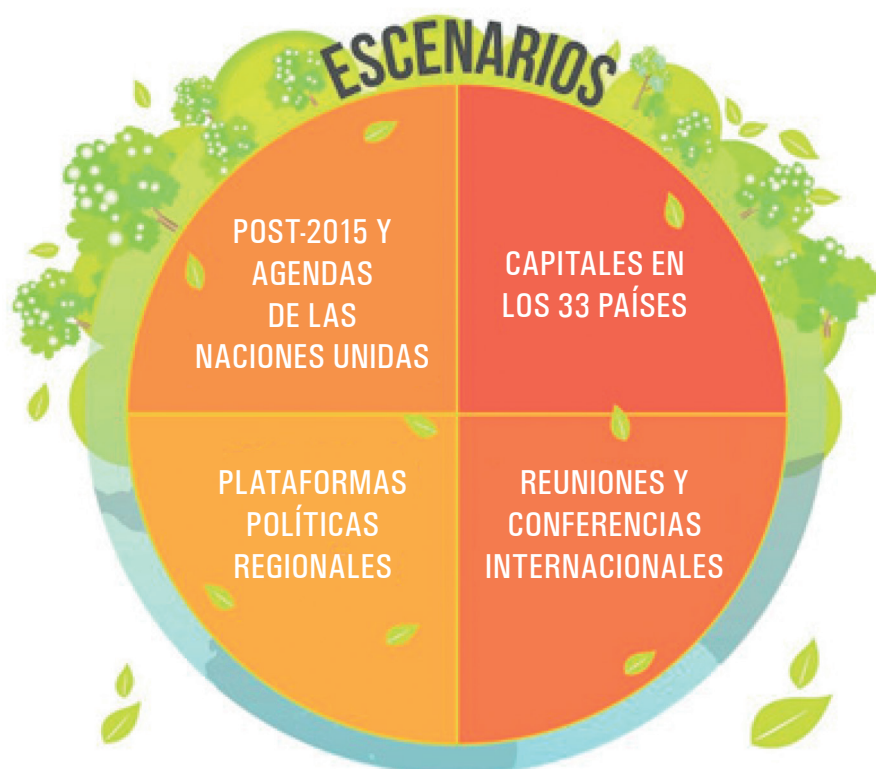 ESCENARIOS
POST-2015 Y
AGENDAS
DE LAS
NACIONES UNIDAS
CAPITALES EN
LOS 33 PAÍSES
PLATAFORMAS
POLÍTICAS
REGIONALES
REUNIONES Y
CONFERENCIAS
INTERNACIONALES